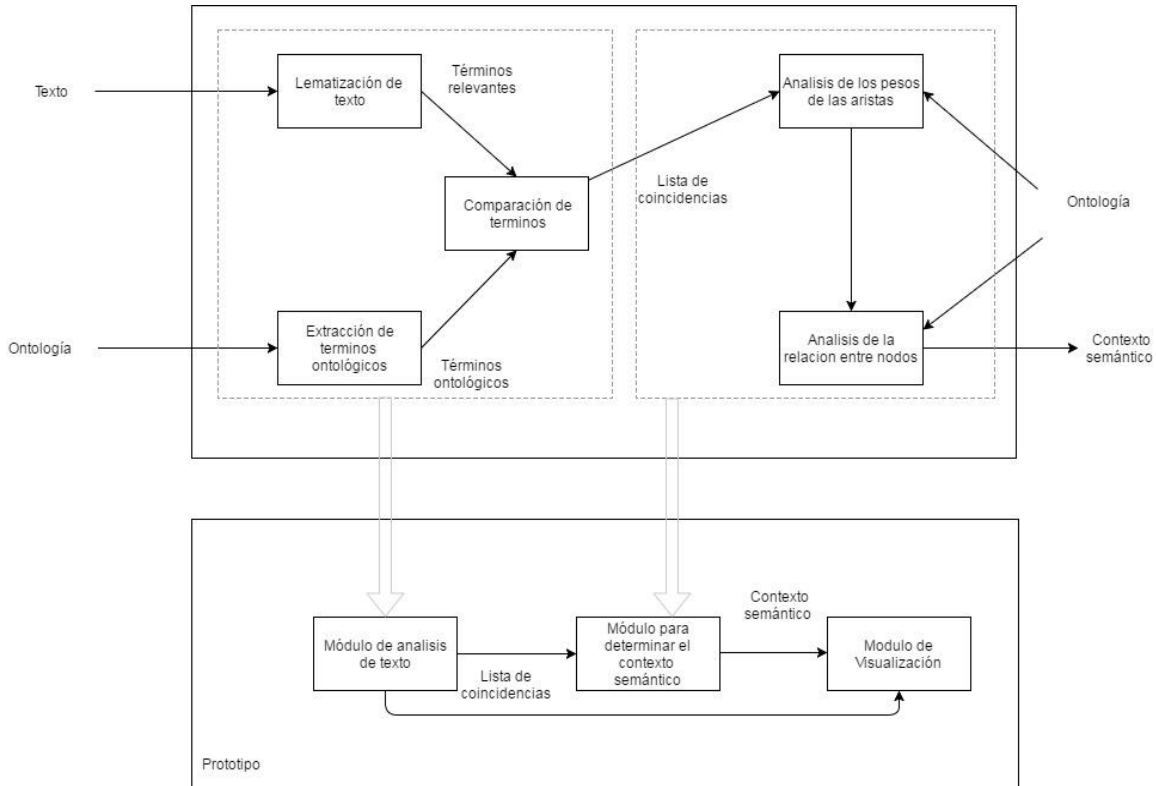 Texto
Lematización de
texto
Términos
relevantes
Comparación de
terminos
Ontología
Extracción de
terminos
ontológicos
Términos
ontológicos
Lista de
coincidencias
Analisis de los pesos
de las aristas
Ontología
Analisis de la
relacion entre nodos
Contexto
semántico
Módulo de analisis
de texto
Lista de
coincidencias
Módulo para
determinar el
contexto
semántico
Contexto
semántico
Modulo de
Visualización
Prototipo